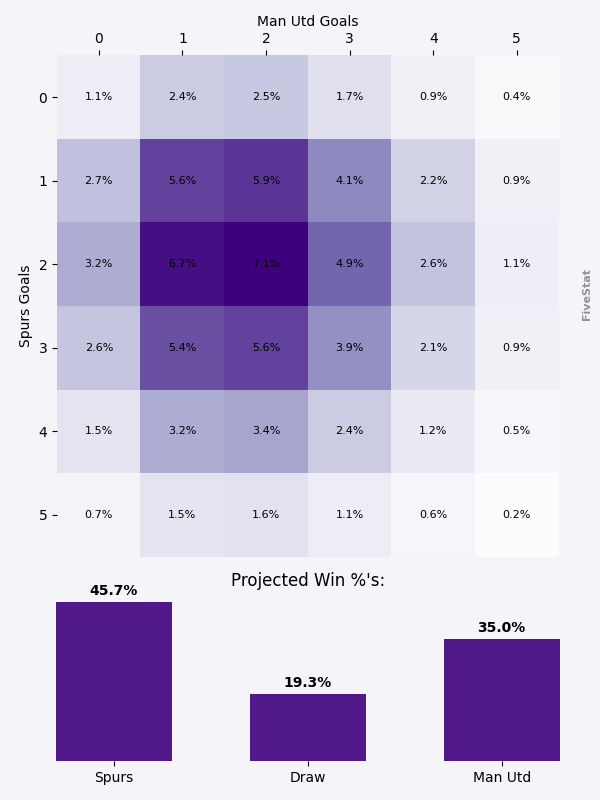 Man Utd Goals
0 1 2 3 4 5
0 1.1% 2.4% 2.5% 1.7% 0.9% 0.4%
1 2.7% 5.6% 5.9% 4.1% 2.2% 0.9%
2 3.2% 6.7% 7.1% 4.9% 2.6% 1.1%
3 2.6% 5.4% 5.6% 3.9% 2.1% 0.9%
4 1.5% 3.2% 3.4% 2.4% 1.2% 0.5%
5 0.7% 1.5% 1.6% 1.1% 0.6% 0.2%
Spurs Goals
FiveStat
Projected Win %'s:
45.7% 19.3% 35.0%
Spurs Draw Man Utd